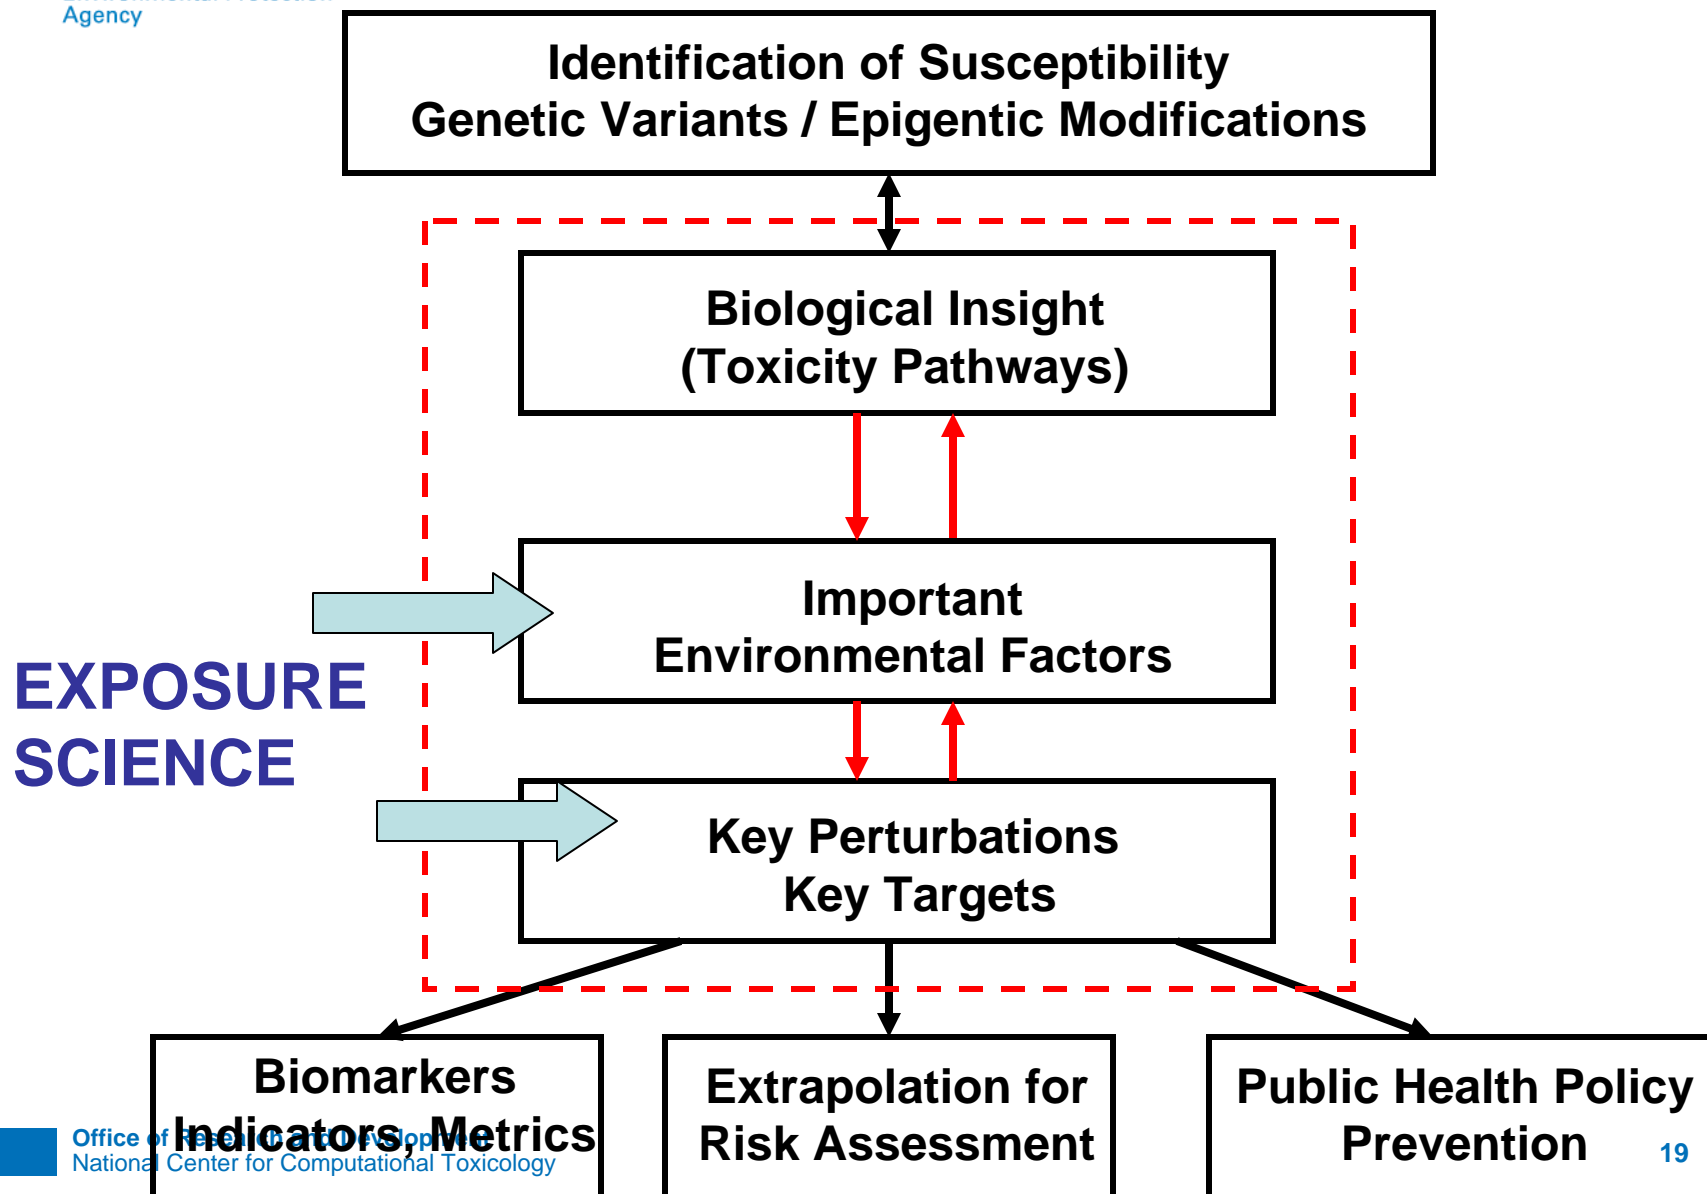 Agency
Identification of Susceptibility
Genetic Variants / Epigentic Modifications
Biological Insight
(Toxicity Pathways)
Important
Environmental Factors
EXPOSURE
SCIENCE
Key Perturbations
Key Targets
Biomarkers
Indicators, Metrics
Extrapolation for
Risk Assessment
Public Health Policy
Prevention
Office of Research and Development
National Center for Computational Toxicology
19